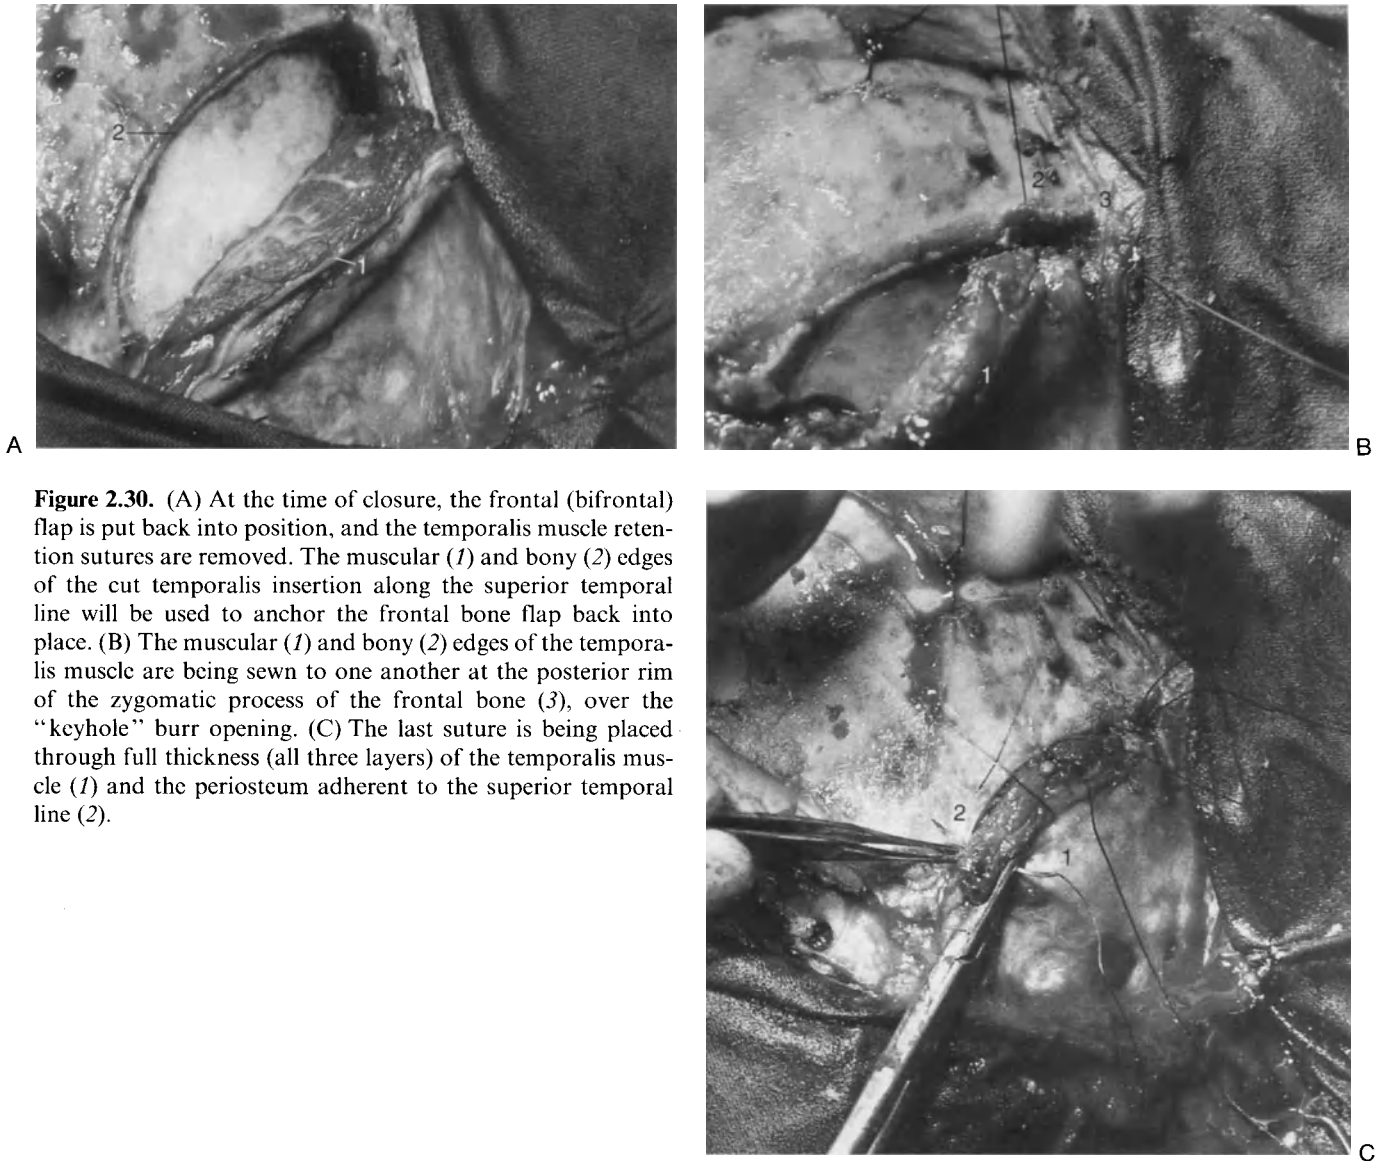 2
1
A
24
3
1
1
B
Figure 2.30. (A) At the time of closure, the frontal (bifrontal)
flap is put back into position, and the temporalis muscle reten-
tion sutures are removed. The muscular (1) and bony (2) edges
of the cut temporalis insertion along the superior temporal
line will be used to anchor the frontal bone flap back into
place. (B) The muscular (1) and bony (2) edges of the tempora-
lis muscle are being sewn to one another at the posterior rim
of the zygomatic process of the frontal bone (3), over the
“keyhole” burr opening. (C) The last suture is being placed
through full thickness (all three layers) of the temporalis mus-
cle (1) and the periosteum adherent to the superior temporal
line (2).
2
1
C